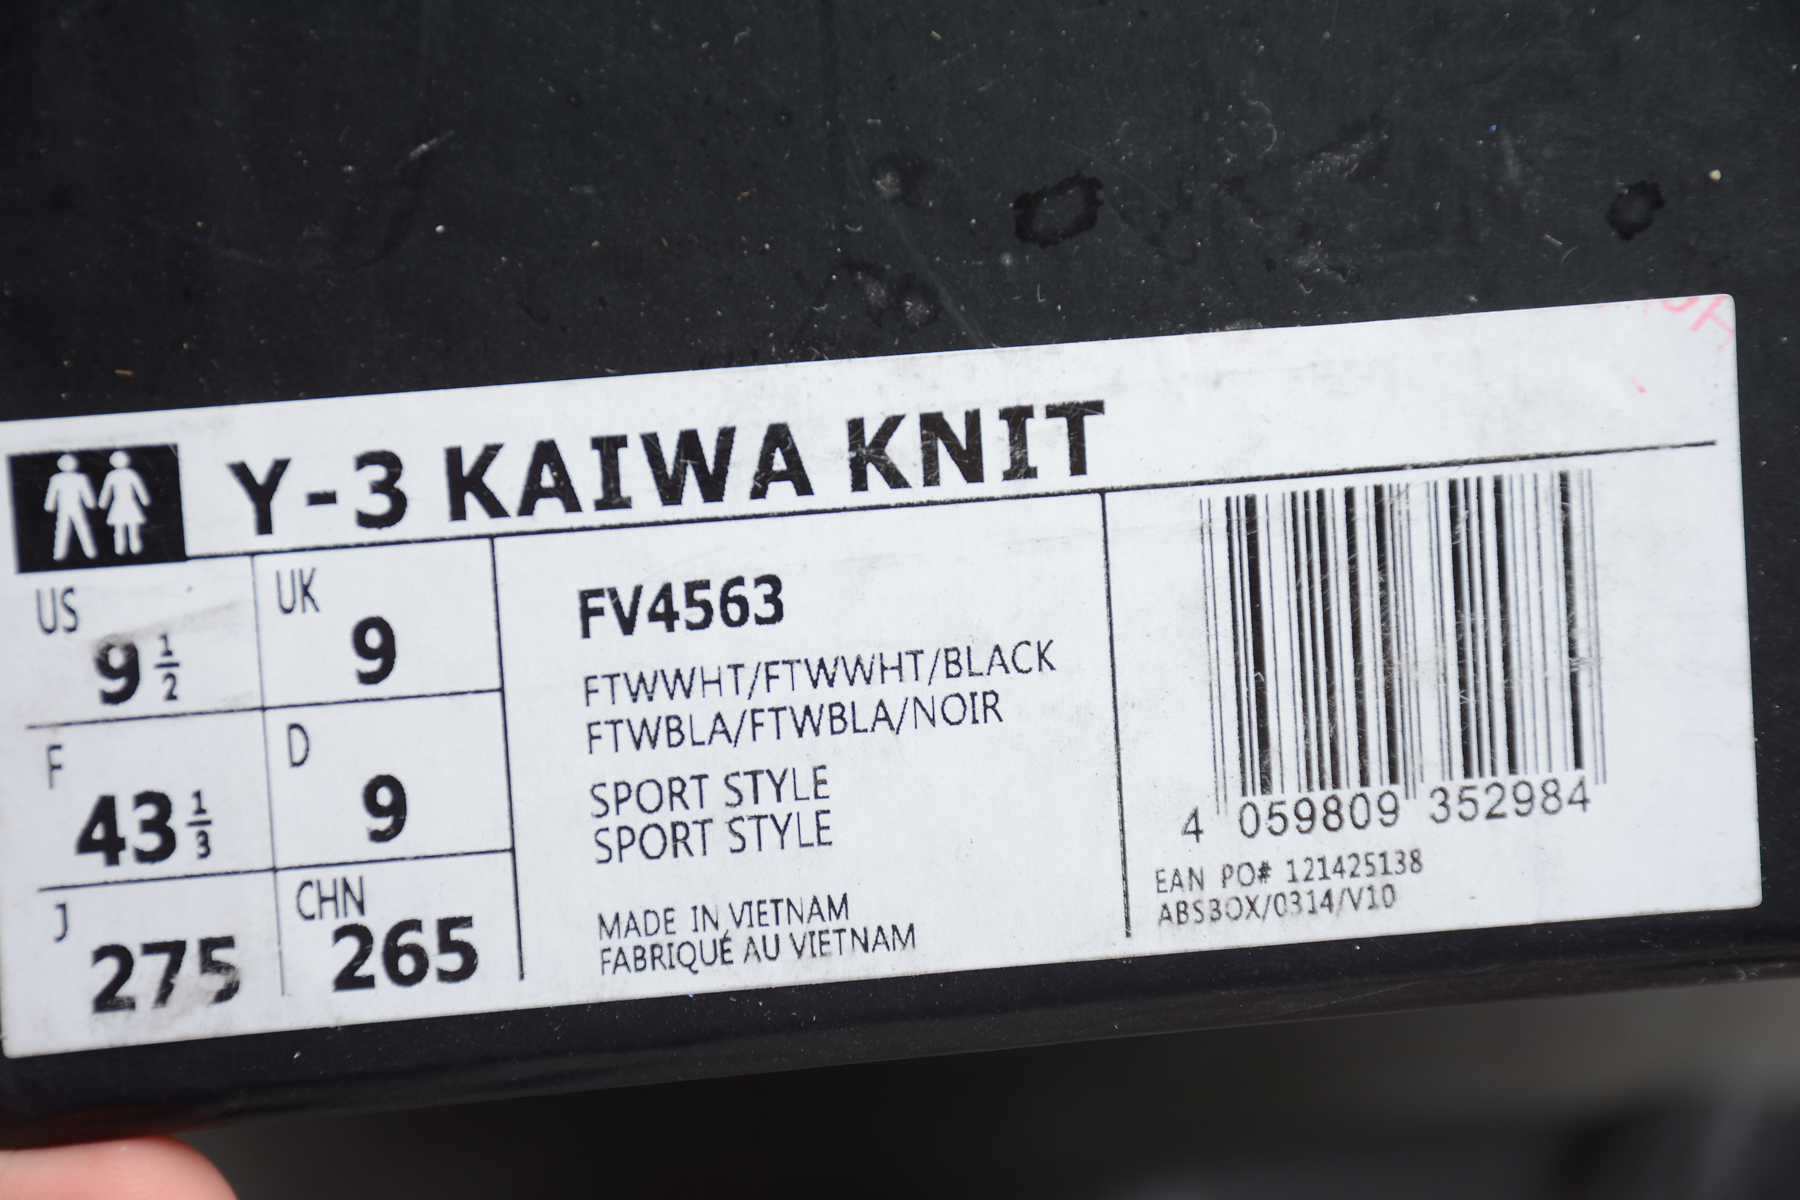 Y-3 KAIWA KNIT
US
9 1/2
UK
9
F
43 1/3
D
9
J
275
CHN
265
FV4563
FTWWHT/FTWWHT/BLACK
FTWBLA/FTWBLA/NOIR
SPORT STYLE
SPORT STYLE
MADE IN VIETNAM
FABRIQUÉ AU VIETNAM
4 059809 352984
EAN PO# 121425138
ABSBOX/0314/V10